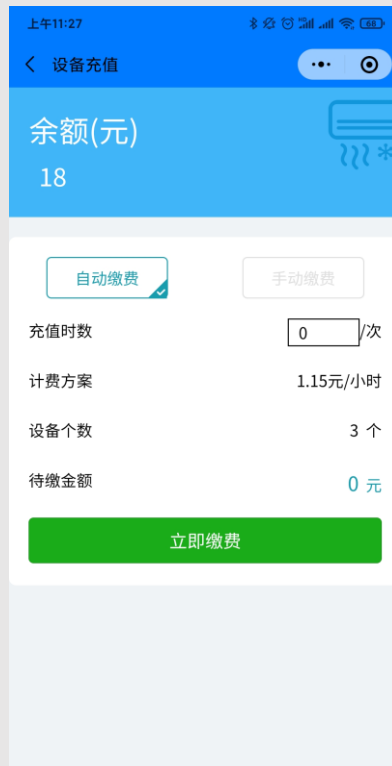 上午11:27 68
设备充值
余额(元)
18
自动缴费 手动缴费
充值时数 0 /次
计费方案 1.15元/小时
设备个数 3 个
待缴金额 0 元
立即缴费